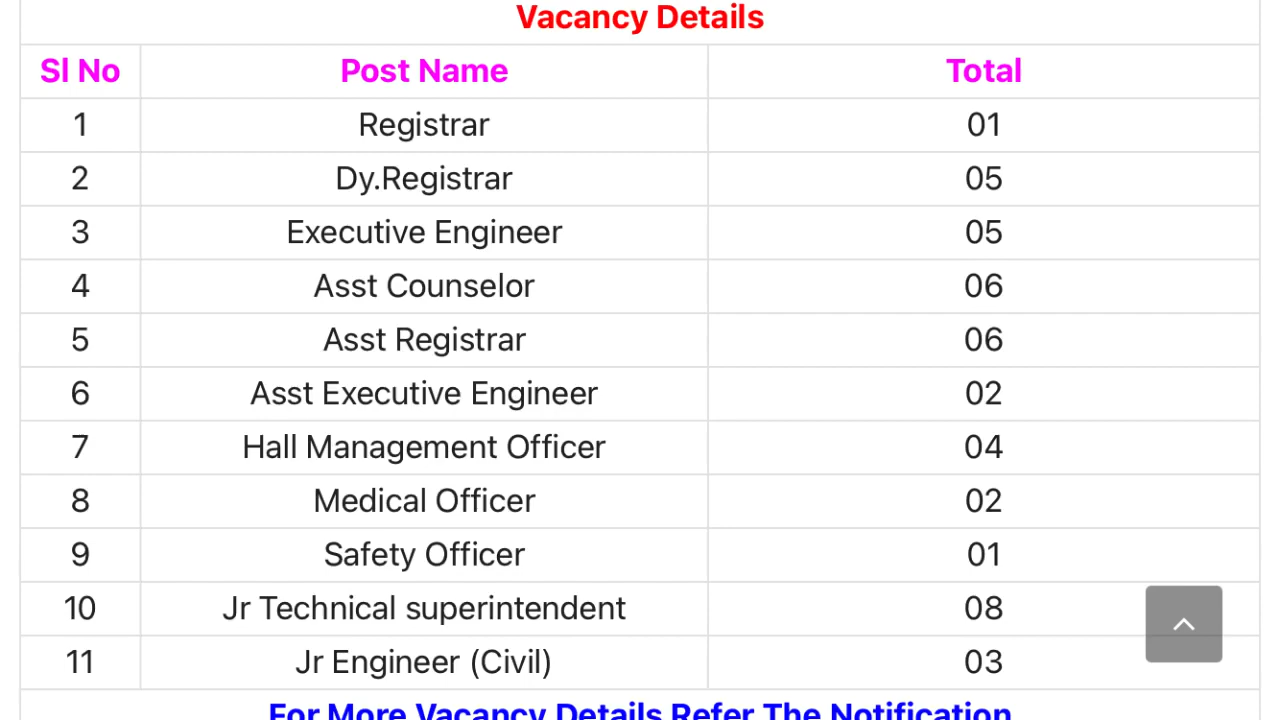 Vacancy Details
Sl No Post Name Total
1 Registrar 01
2 Dy.Registrar 05
3 Executive Engineer 05
4 Asst Counselor 06
5 Asst Registrar 06
6 Asst Executive Engineer 02
7 Hall Management Officer 04
8 Medical Officer 02
9 Safety Officer 01
10 Jr Technical superintendent 08
11 Jr Engineer (Civil) 03
For More Vacancy Details Refer The Notification